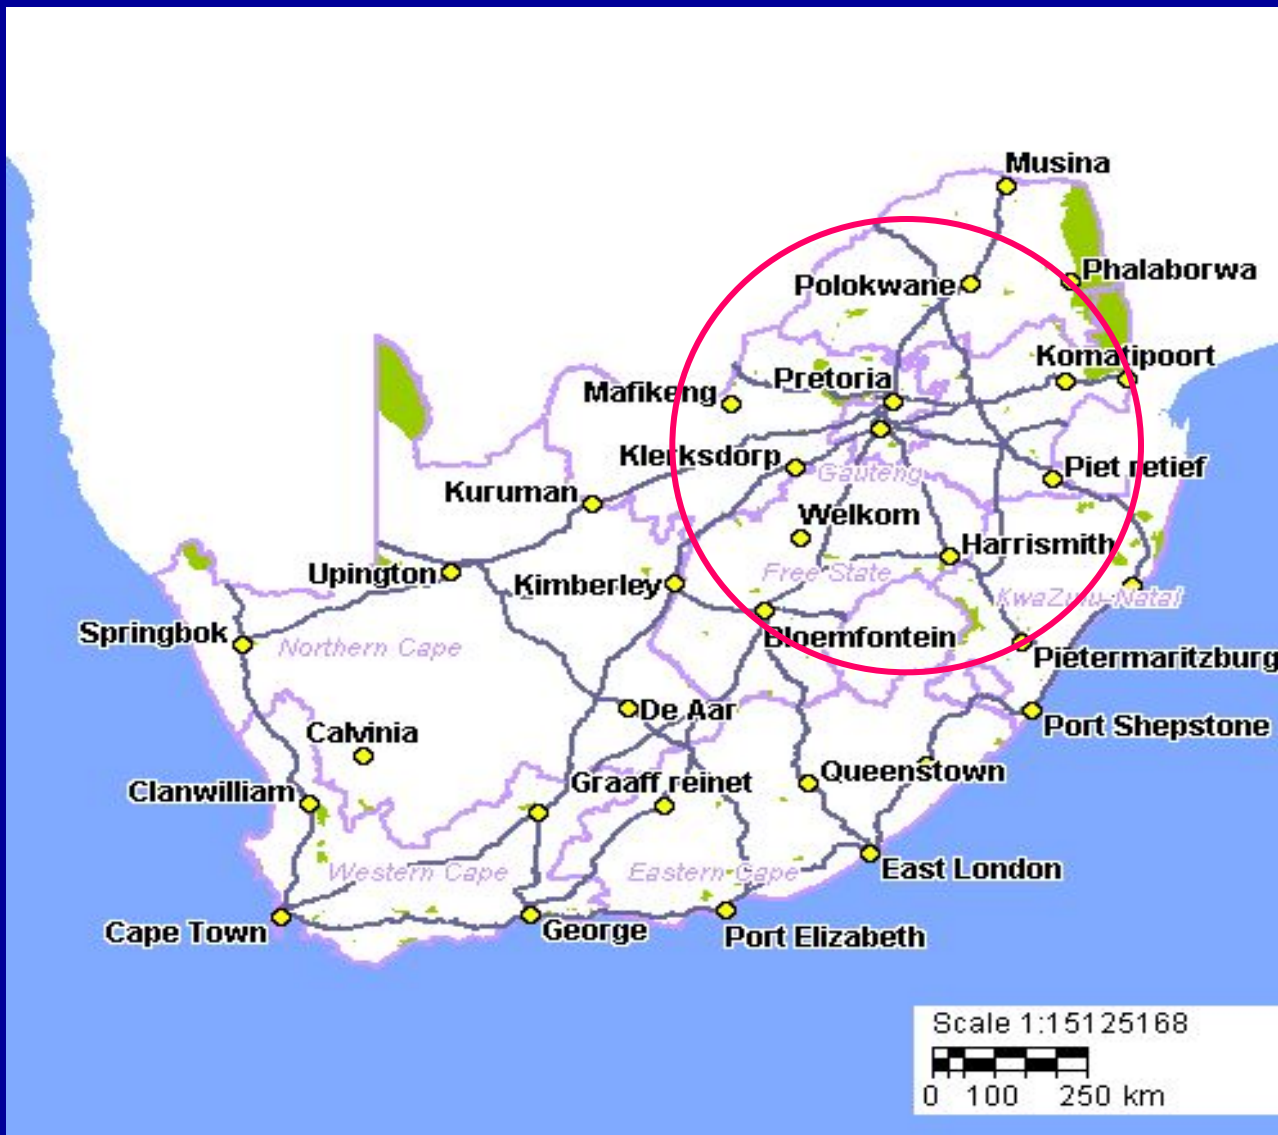 Musina
Phalaborwa
Polokwane
Komatipoort
Pretoria
Mafikeng
Klerksdorp
Gauteng
Piet retief
Kuruman
Welkom
Harrismith
Upington
Free State
Kimberley
KwaZulu-Natal
Springbok
Bloemfontein
Northern Cape
Pietermaritzburg
De Aar
Port Shepstone
Calvinia
Queenstown
Graaff reinet
Clanwilliam
Western Cape
Eastern Cape
East London
Cape Town
George
Port Elizabeth
Scale 1:15125168
0 100 250 km